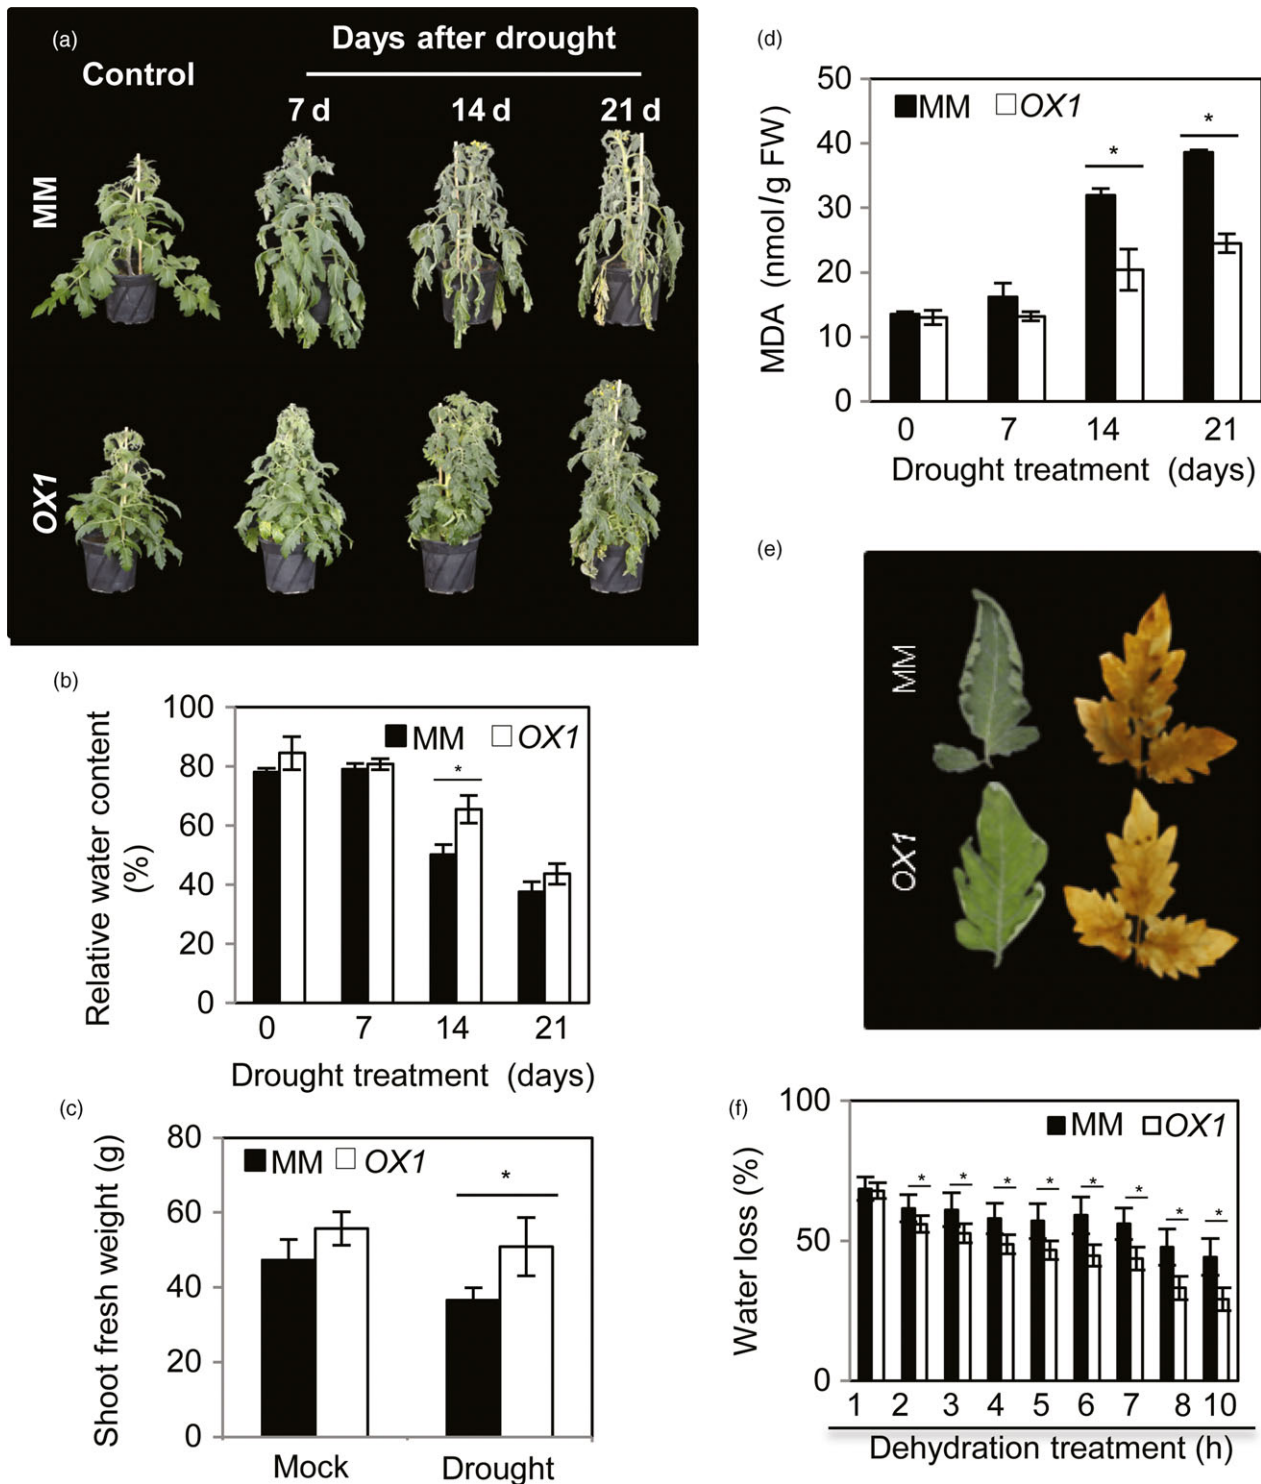 (a)
Days after drought
Control
7 d 14 d 21 d
MM
OX1
(b)
100
80
60
40
20
0
MM OX1
*
Relative water content
(%)
0 7 14 21
Drought treatment (days)
(c)
80
60
40
20
0
MM OX1
*
Shoot fresh weight (g)
Mock Drought
(d)
50
40
30
20
10
0
MM OX1
* *
MDA (nmol/g FW)
0 7 14 21
Drought treatment (days)
(e)
MM
OX1
(f)
100
50
0
MM OX1
* * * * * * * *
Water loss (%)
1 2 3 4 5 6 7 8 10
Dehydration treatment (h)